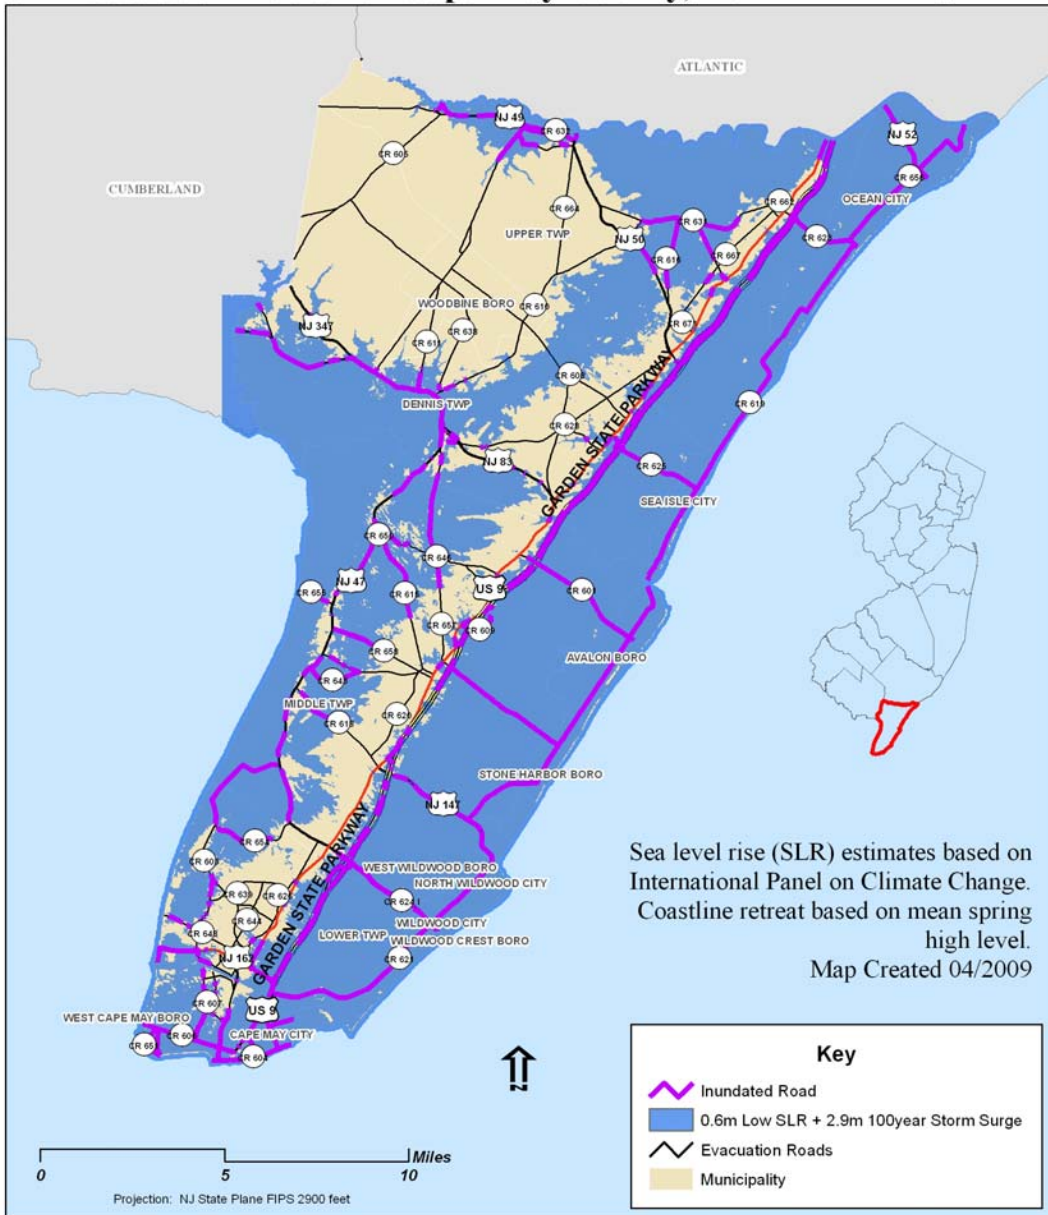 ATLANTIC
NJ 49
CR 632
NJ 52
CR 605
CR 656
CUMBERLAND
OCEAN CITY
CR 662
CR 664
CR 631
UPPER TWP
NJ 50
CR 623
CR 667
CR 616
WOODBINE BORO
CR 610
NJ 347
CR 638
CR 611
CR 608
DENNIS TWP
CR 619
GARDEN STATE PARKWAY
CR 628
NJ 83
CR 625
SEA ISLE CITY
CR 650
CR 646
NJ 47
US 9
CR 601
CR 615
CR 609
CR 657
CR 658
AVALON BORO
CR 643
MIDDLE TWP
CR 618
CR 620
STONE HARBOR BORO
NJ 147
CR 654
CR 603
WEST WILDWOOD BORO
NORTH WILDWOOD CITY
CR 639
CR 626
CR 624
WILDWOOD CITY
CR 644
CR 648
LOWER TWP
WILDWOOD CREST BORO
GARDEN STATE PARKWAY
CR 621
CR 607
US 9
WEST CAPE MAY BORO
CAPE MAY CITY
CR 606
CR 651
CR 604
Sea level rise (SLR) estimates based on
International Panel on Climate Change.
Coastline retreat based on mean spring
high level.
Map Created 04/2009
N
Key
Inundated Road
0.6m Low SLR + 2.9m 100year Storm Surge
Evacuation Roads
Municipality
Miles
0 5 10
Projection: NJ State Plane FIPS 2900 feet